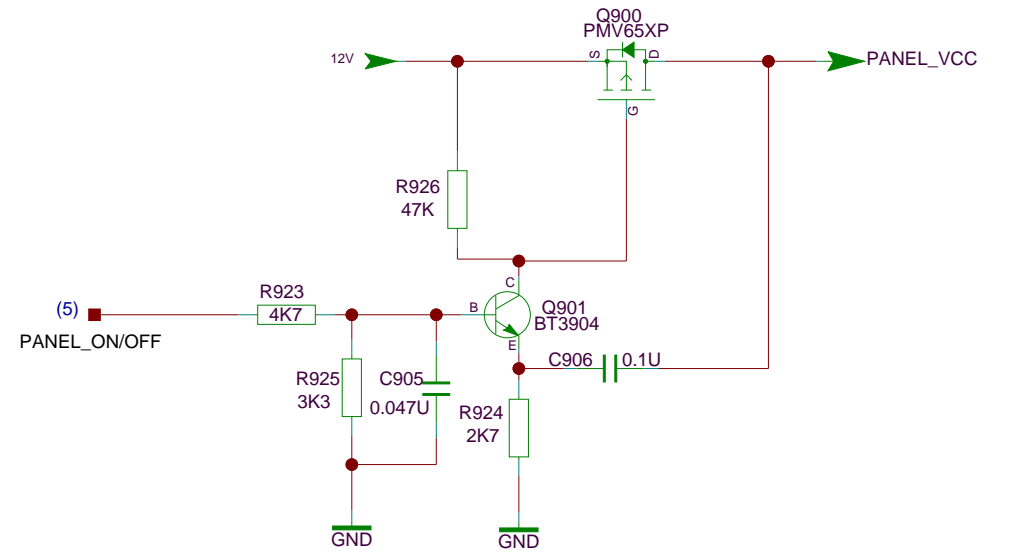 Q900
PMV65XP
12V
S
D
G
PANEL_VCC
R926
47K
C
R923
(5)
4K7
B
Q901
BT3904
PANEL_ON/OFF
E
C906
0.1U
R925
3K3
C905
0.047U
R924
2K7
GND
GND